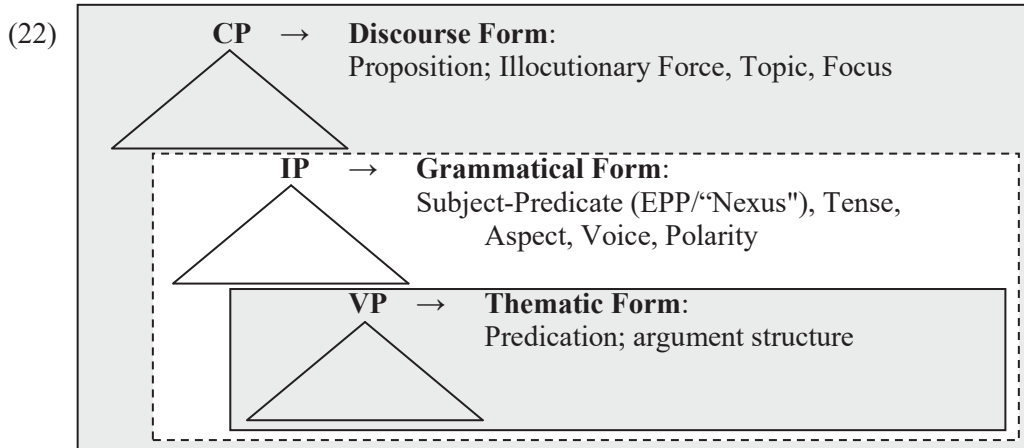 (22) CP → Discourse Form:
Proposition; Illocutionary Force, Topic, Focus
IP → Grammatical Form:
Subject-Predicate (EPP/“Nexus"), Tense,
Aspect, Voice, Polarity
VP → Thematic Form:
Predication; argument structure